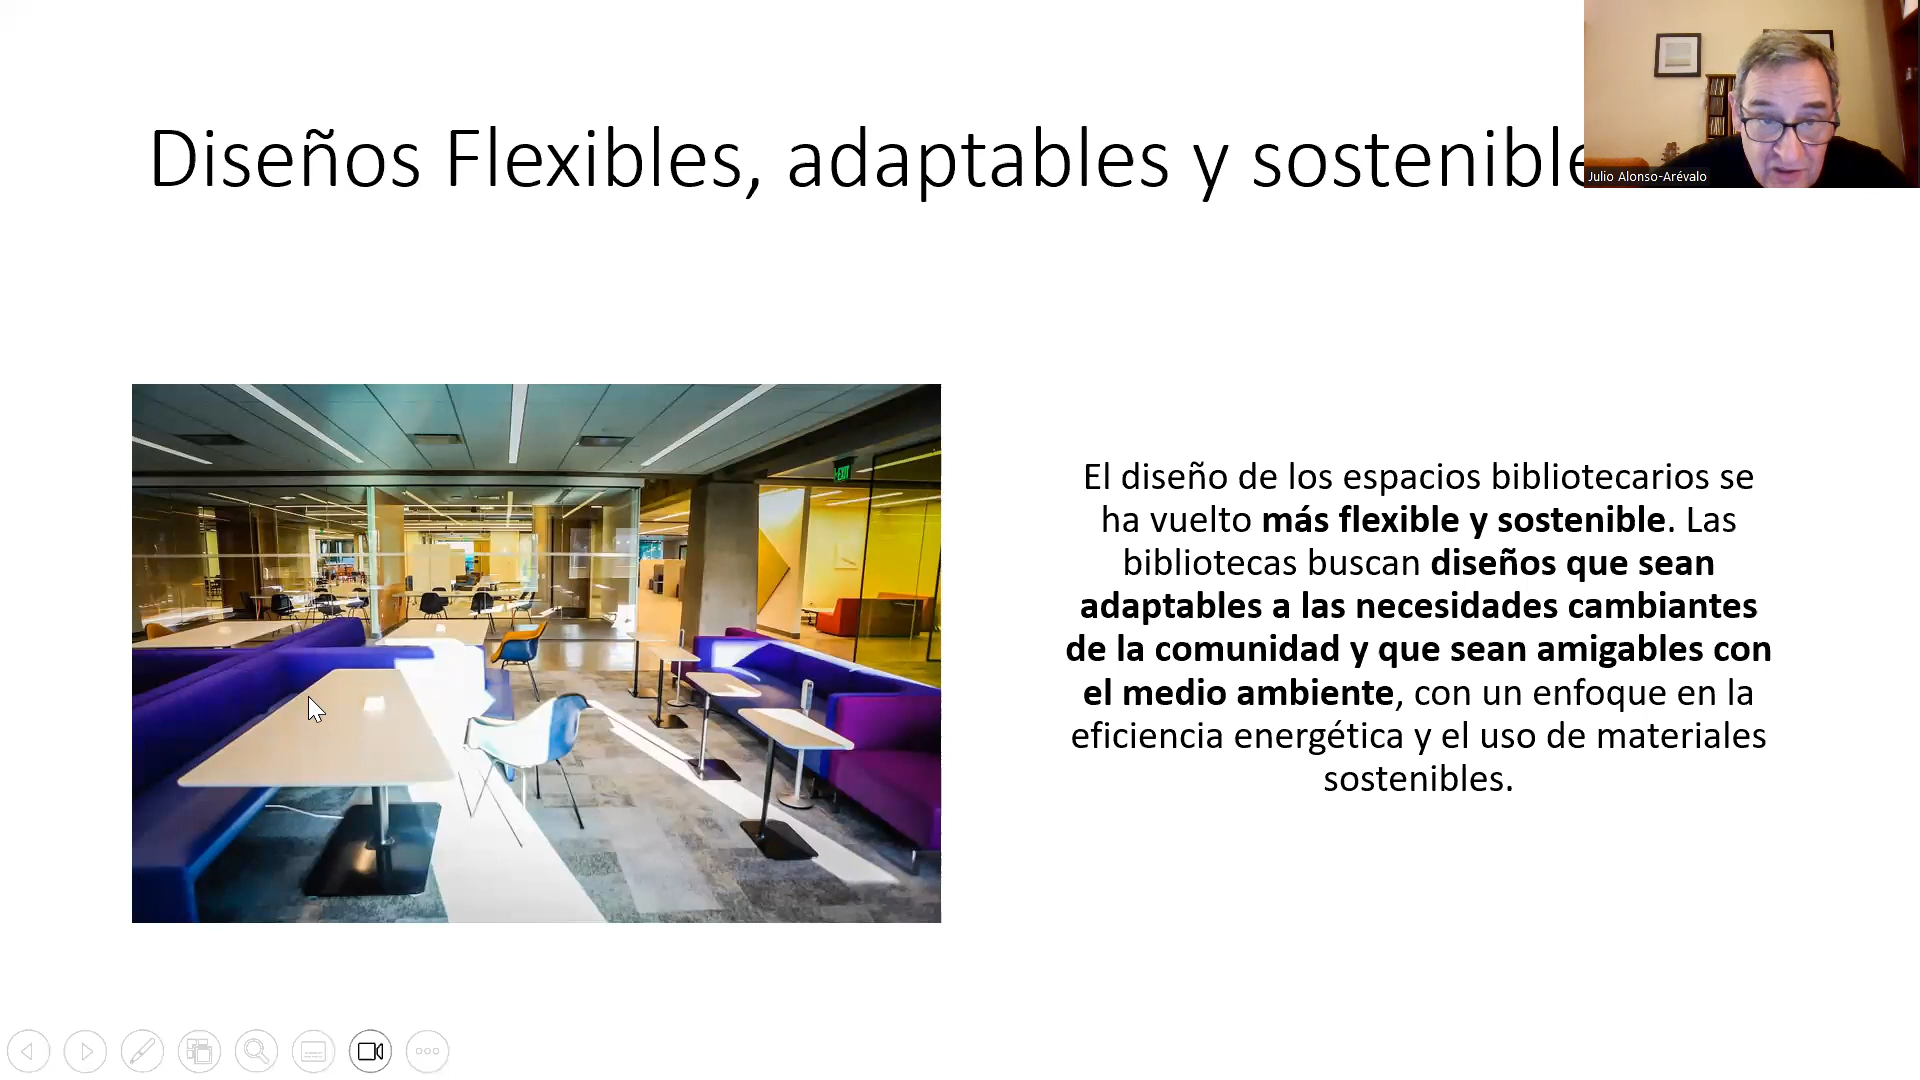 Diseños Flexibles, adaptables y sostenible
Julio Alonso-Arévalo
EXIT
El diseño de los espacios bibliotecarios se
ha vuelto más flexible y sostenible. Las
bibliotecas buscan diseños que sean
adaptables a las necesidades cambiantes
de la comunidad y que sean amigables con
el medio ambiente, con un enfoque en la
eficiencia energética y el uso de materiales
sostenibles.